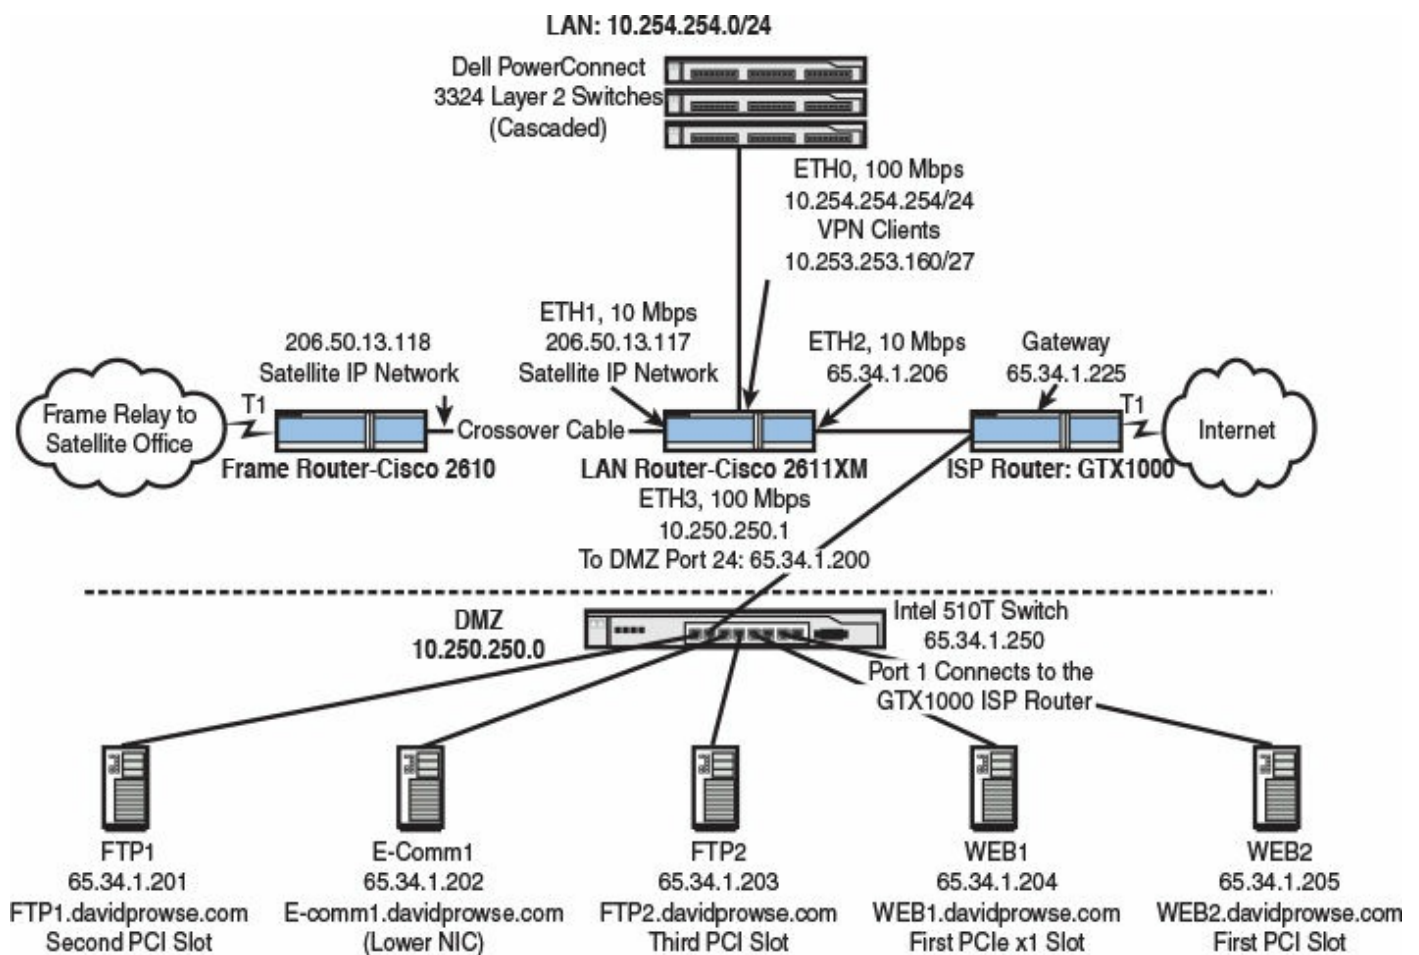 LAN: 10.254.254.0/24
Dell PowerConnect
3324 Layer 2 Switches
(Cascaded)
ETH0, 100 Mbps
10.254.254.254/24
VPN Clients
10.253.253.160/27
ETH1, 10 Mbps
206.50.13.117
Satellite IP Network
206.50.13.118
Satellite IP Network
ETH2, 10 Mbps
65.34.1.206
Gateway
65.34.1.225
Frame Relay to
Satellite Office
T1
Crossover Cable
T1
Internet
Frame Router-Cisco 2610
LAN Router-Cisco 2611XM
ISP Router: GTX1000
ETH3, 100 Mbps
10.250.250.1
To DMZ Port 24: 65.34.1.200
DMZ
10.250.250.0
Intel 510T Switch
65.34.1.250
Port 1 Connects to the
GTX1000 ISP Router
FTP1
65.34.1.201
FTP1.davidprowse.com
Second PCI Slot
E-Comm1
65.34.1.202
E-comm1.davidprowse.com
(Lower NIC)
FTP2
65.34.1.203
FTP2.davidprowse.com
Third PCI Slot
WEB1
65.34.1.204
WEB1.davidprowse.com
First PCIe x1 Slot
WEB2
65.34.1.205
WEB2.davidprowse.com
First PCI Slot